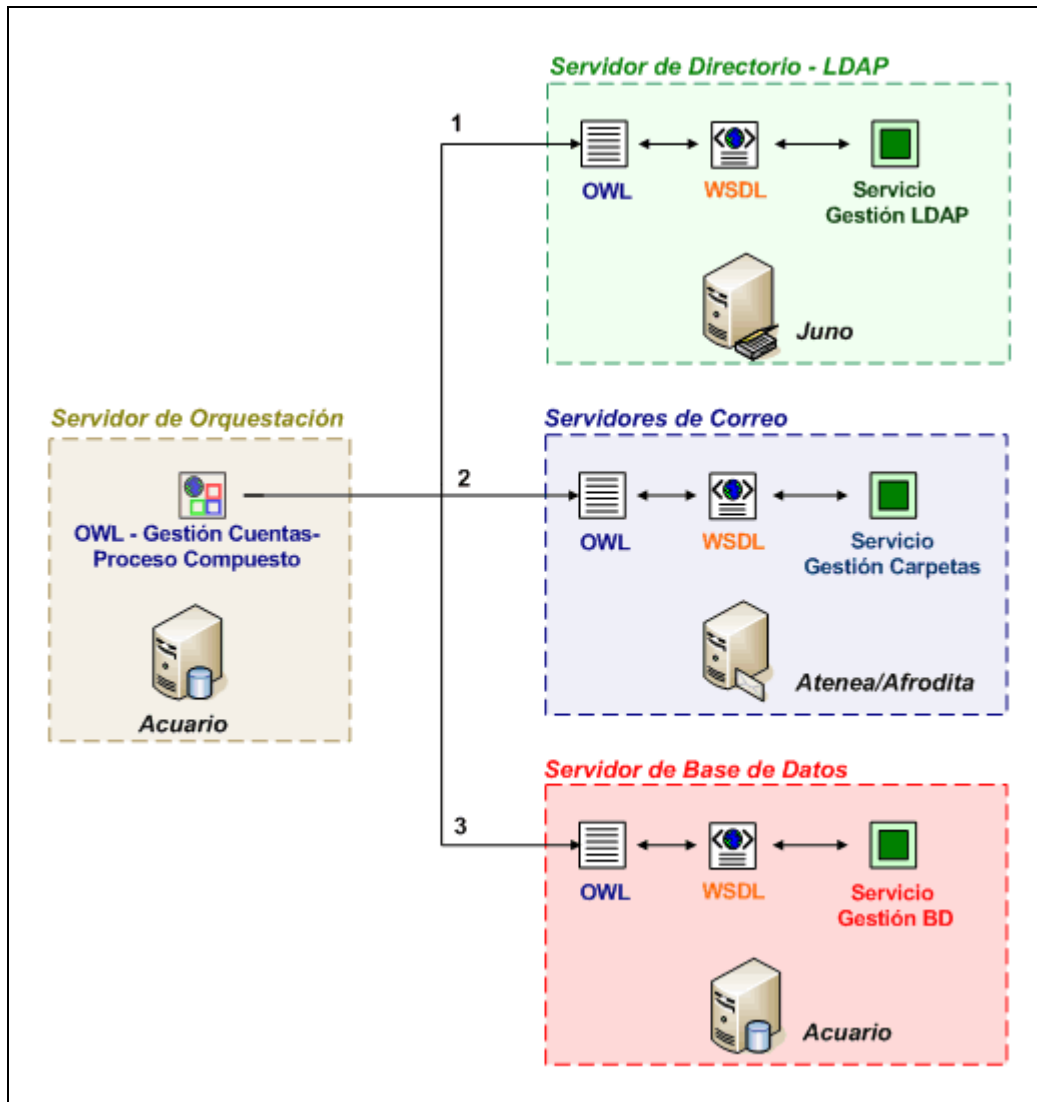 Servidor de Directorio - LDAP
1
OWL
WSDL
Servicio
Gestión LDAP
Juno
Servidor de Orquestación
OWL - Gestión Cuentas-
Proceso Compuesto
Acuario
Servidores de Correo
2
OWL
WSDL
Servicio
Gestión Carpetas
Atenea/Afrodita
Servidor de Base de Datos
3
OWL
WSDL
Servicio
Gestión BD
Acuario